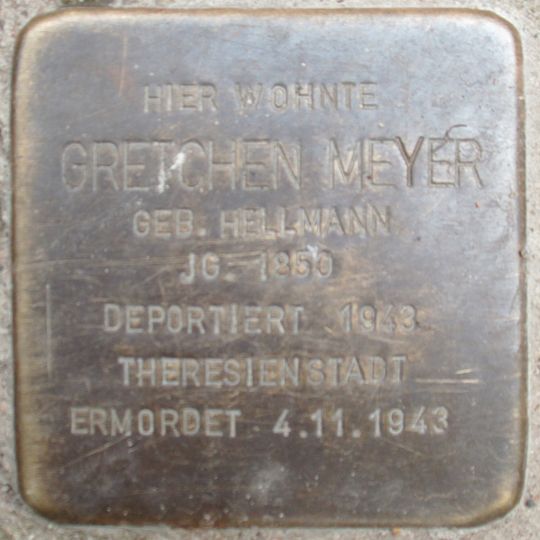 HIER WOHNTE
GRETCHEN MEYER
GEB. HELLMANN
JG. 1850
DEPORTIERT 1943
THERESIENSTADT
ERMORDET 4.11.1943